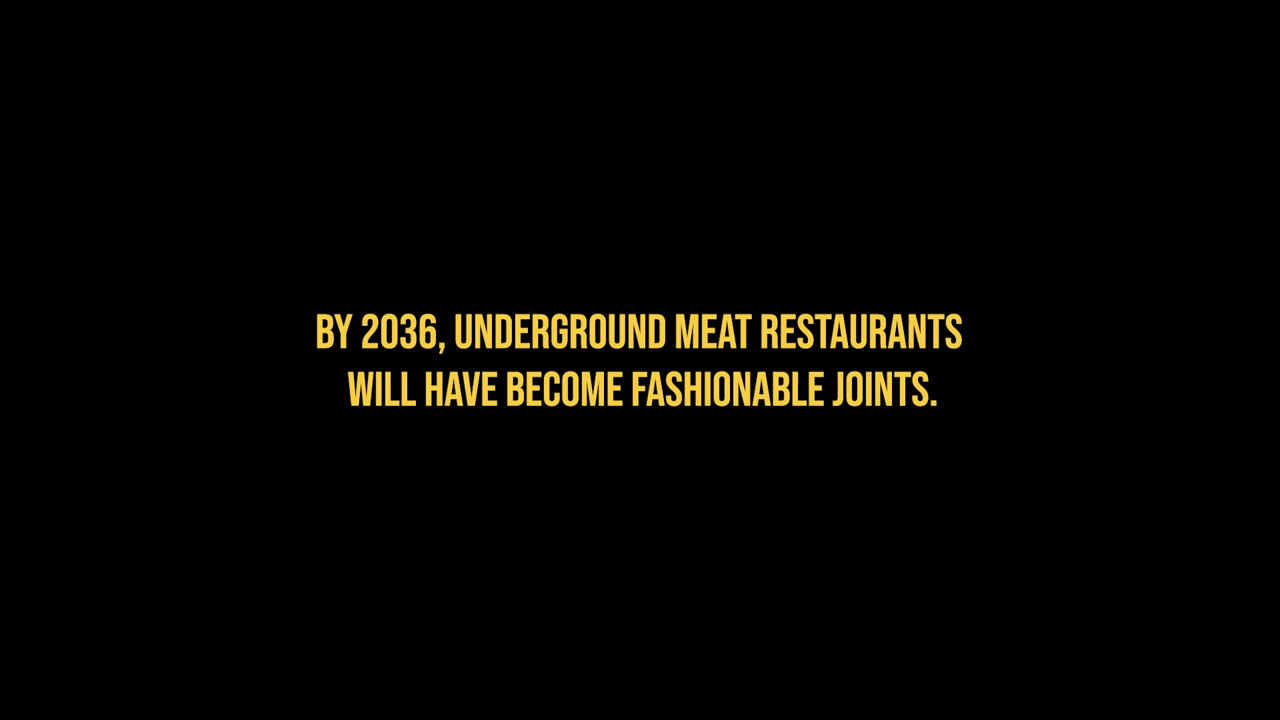 BY 2036, UNDERGROUND MEAT RESTAURANTS
WILL HAVE BECOME FASHIONABLE JOINTS.